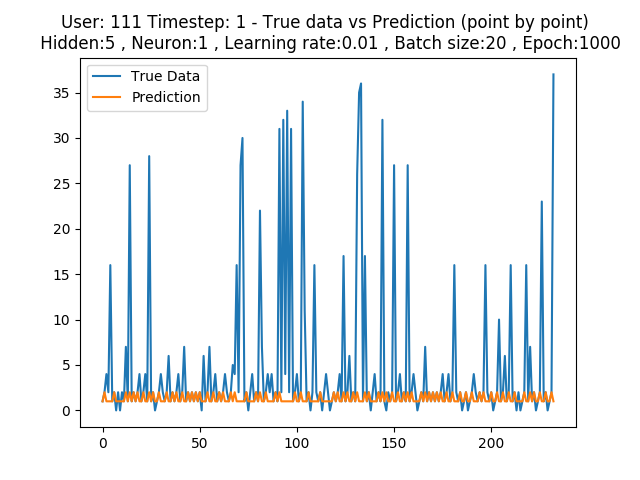 User: 111 Timestep: 1 - True data vs Prediction (point by point)
Hidden:5 , Neuron:1 , Learning rate:0.01 , Batch size:20 , Epoch:1000
True Data
Prediction
35
30
25
20
15
10
5
0
0 50 100 150 200